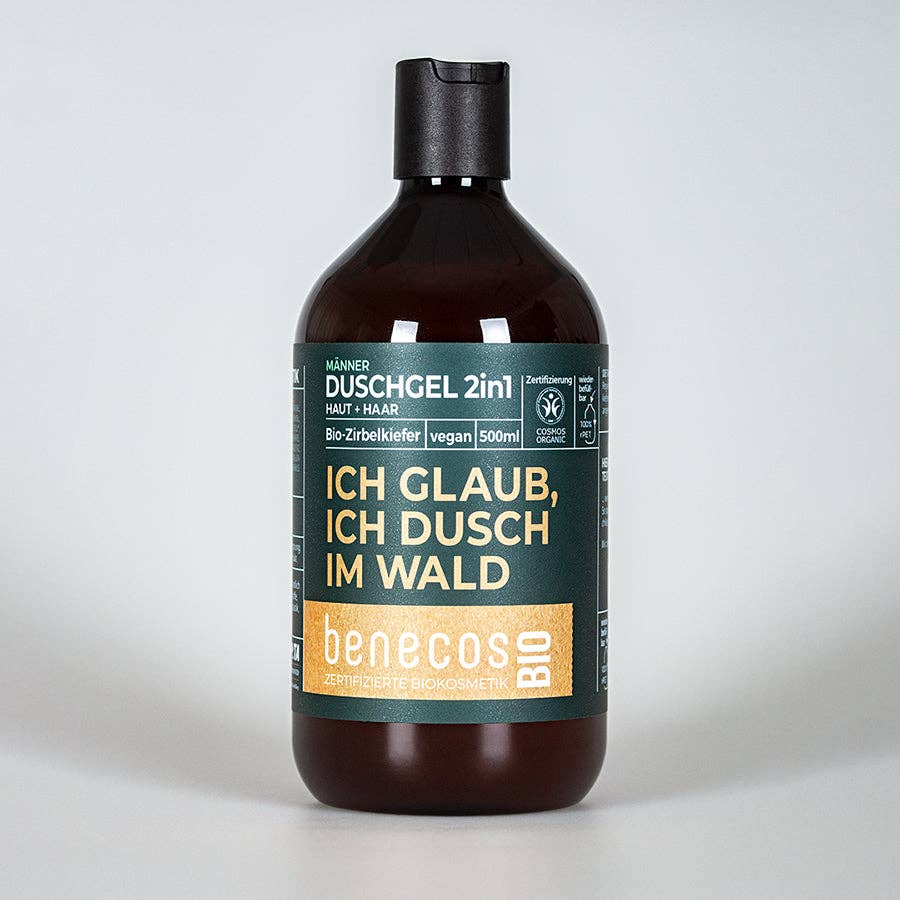 MÄNNER
DUSCHGEL 2in1
HAUT + HAAR
Bio-Zirbelkiefer vegan 500ml
Zertifizierung
COSMOS
ORGANIC
wieder-
befüll-
bar
100%
rPET
ICH GLAUB,
ICH DUSCH
IM WALD
benecos BIO
ZERTIFIZIERTE BIOKOSMETIK